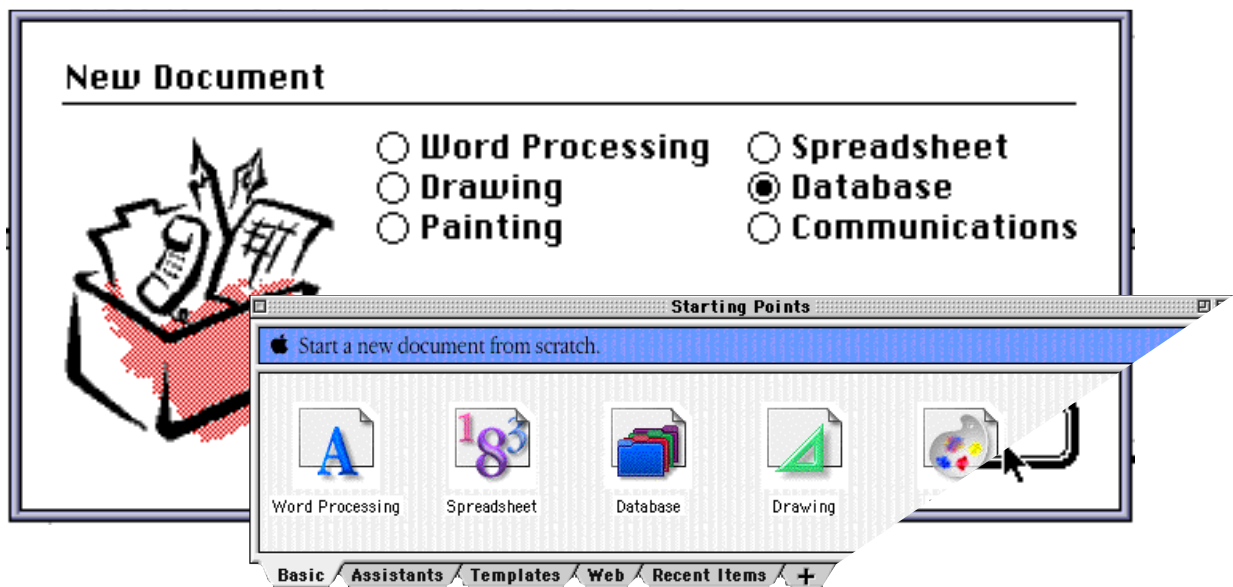 New Document
Word Processing
Drawing
Painting
Spreadsheet
Database
Communications
Starting Points
Start a new document from scratch.
Word Processing
Spreadsheet
Database
Drawing
Basic
Assistants
Templates
Web
Recent Items
+